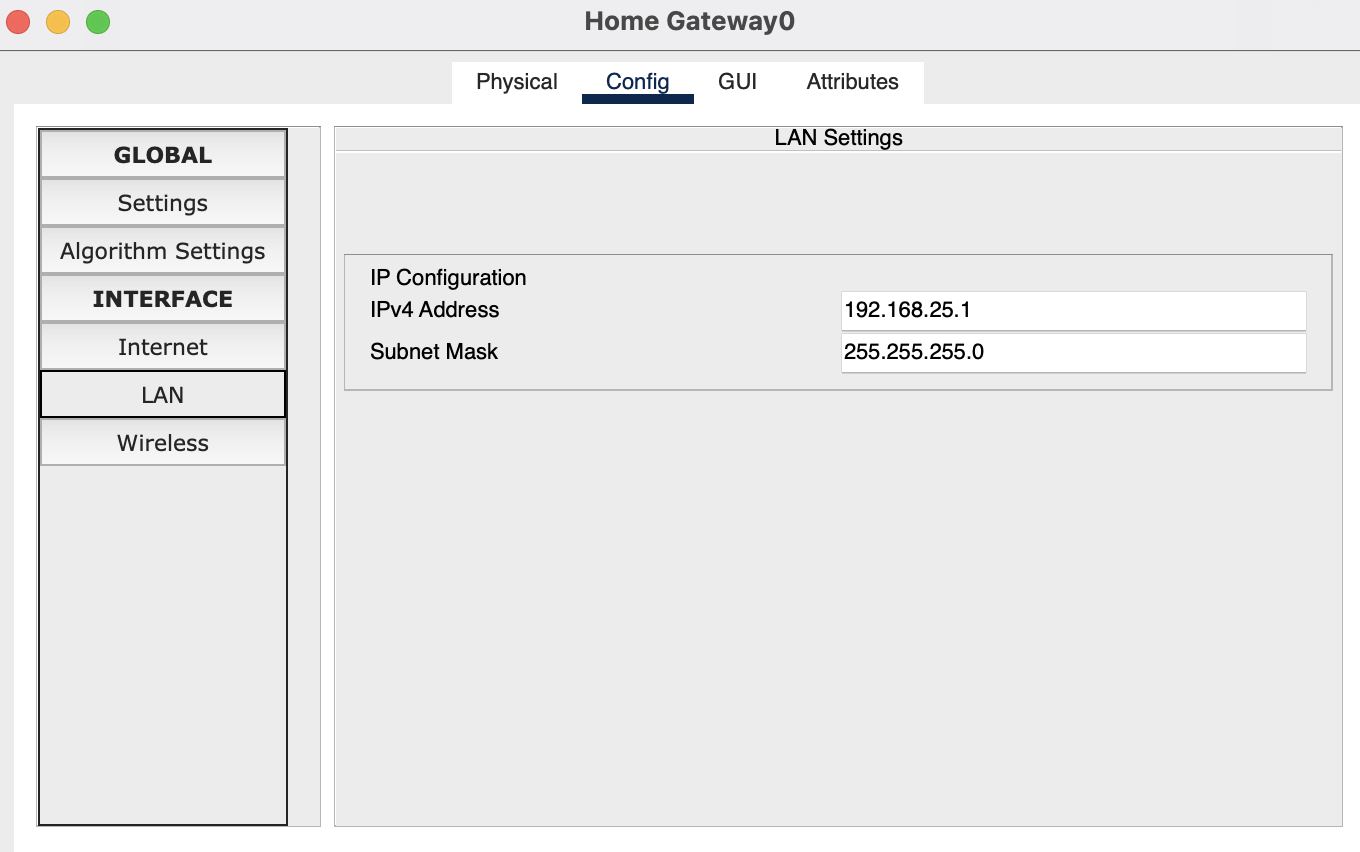 Home Gateway0
Physical Config GUI Attributes
GLOBAL
Settings
Algorithm Settings
INTERFACE
Internet
LAN
Wireless
LAN Settings
IP Configuration
IPv4 Address 192.168.25.1
Subnet Mask 255.255.255.0